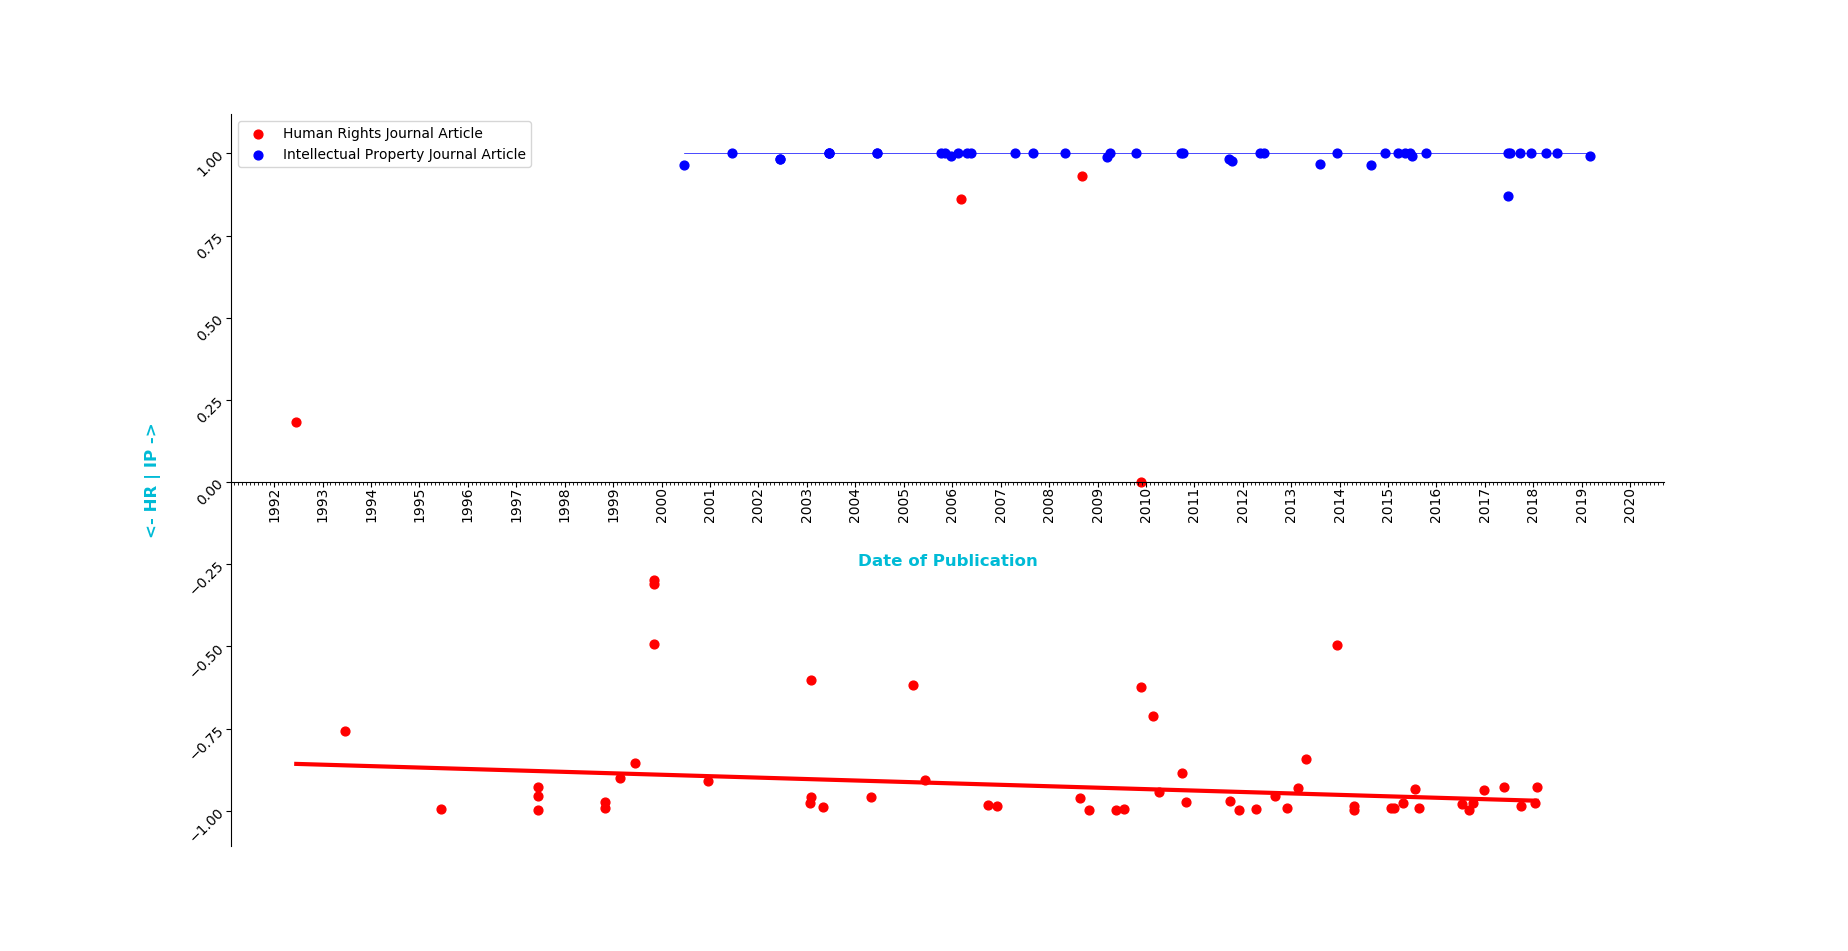 Human Rights Journal Article
Intellectual Property Journal Article
1.00
0.75
0.50
0.25
0.00
−0.25
−0.50
−0.75
−1.00
<- HR | IP ->
1992 1993 1994 1995 1996 1997 1998 1999 2000 2001 2002 2003 2004 2005 2006 2007 2008 2009 2010 2011 2012 2013 2014 2015 2016 2017 2018 2019 2020
Date of Publication